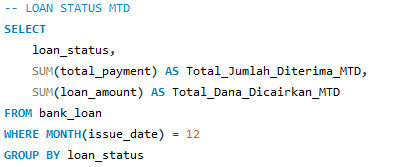 -- LOAN STATUS MTD
SELECT
loan_status,
SUM(total_payment) AS Total_Jumlah_Diterima_MTD,
SUM(loan_amount) AS Total_Dana_Dicairkan_MTD
FROM bank_loan
WHERE MONTH(issue_date) = 12
GROUP BY loan_status